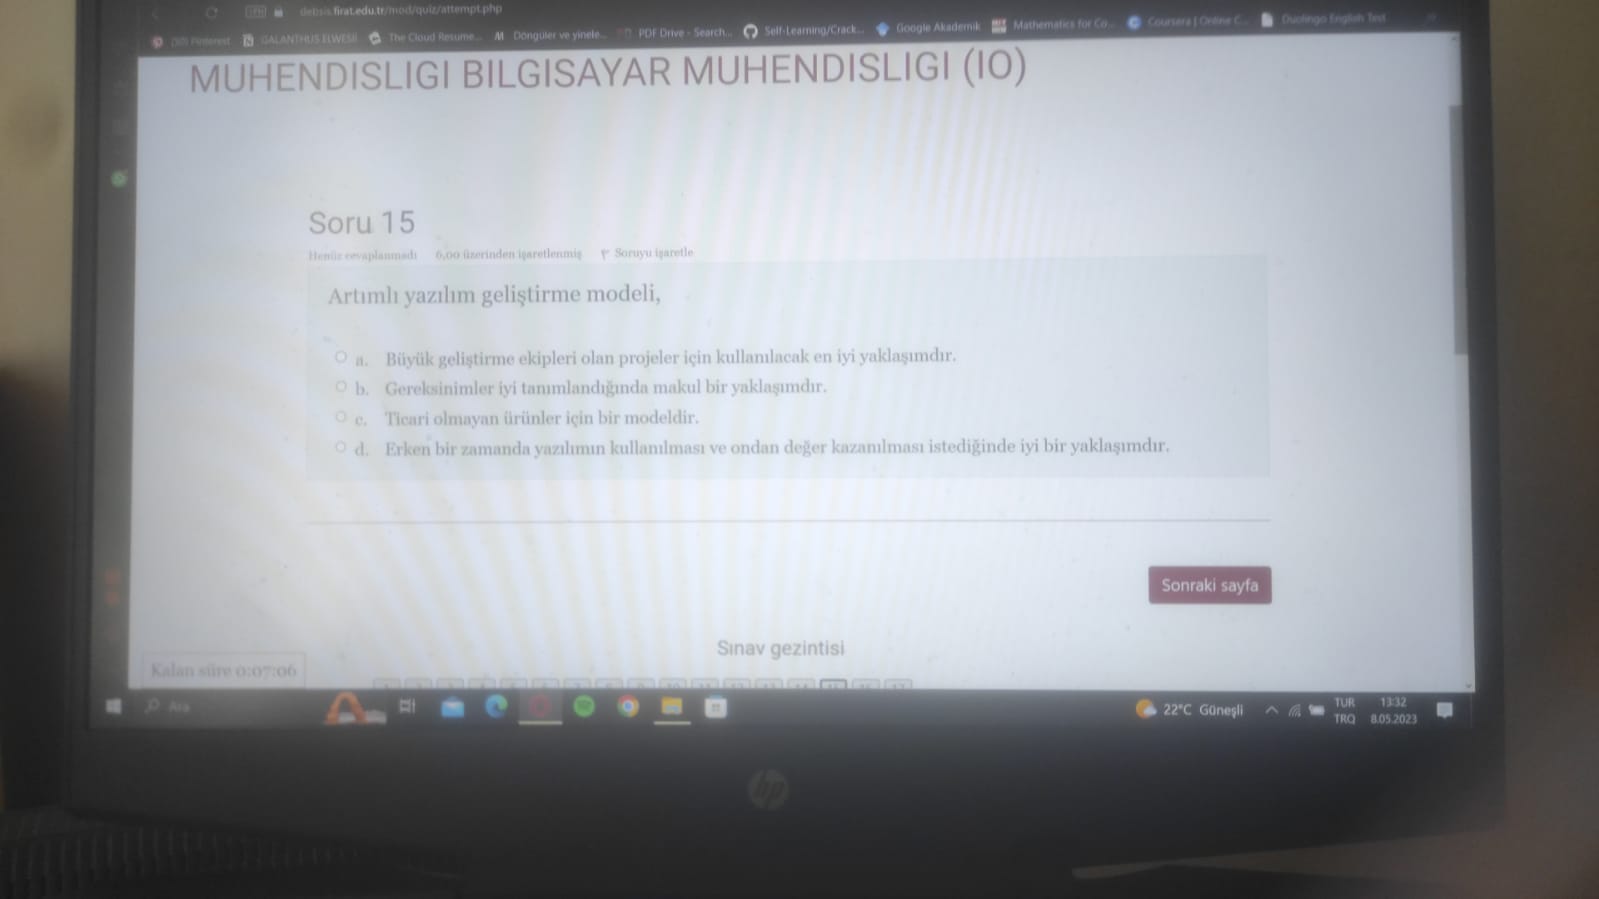 debsis.firat.edu.tr/mod/quiz/attempt.php
Pinterest GALANTHUS ELWESII The Cloud Resume... Döngüler ve yinele... PDF Drive - Search... Self-Learning/Crack... Google Akademik Mathematics for Co... Coursera | Online C... Duolingo English Test
MUHENDISLIGI BILGISAYAR MUHENDISLIGI (IO)
Soru 15
Henüz cevaplanmadı 6,00 üzerinden işaretlenmiş Soruyu işaretle
Artımlı yazılım geliştirme modeli,
a. Büyük geliştirme ekipleri olan projeler için kullanılacak en iyi yaklaşımdır.
b. Gereksinimler iyi tanımlandığında makul bir yaklaşımdır.
c. Ticari olmayan ürünler için bir modeldir.
d. Erken bir zamanda yazılımın kullanılması ve ondan değer kazanılması istediğinde iyi bir yaklaşımdır.
Sonraki sayfa
Sınav gezintisi
Kalan süre 0:07:06
Ara
22°C Güneşli
TUR 13:32
TRQ 8.05.2023
hp